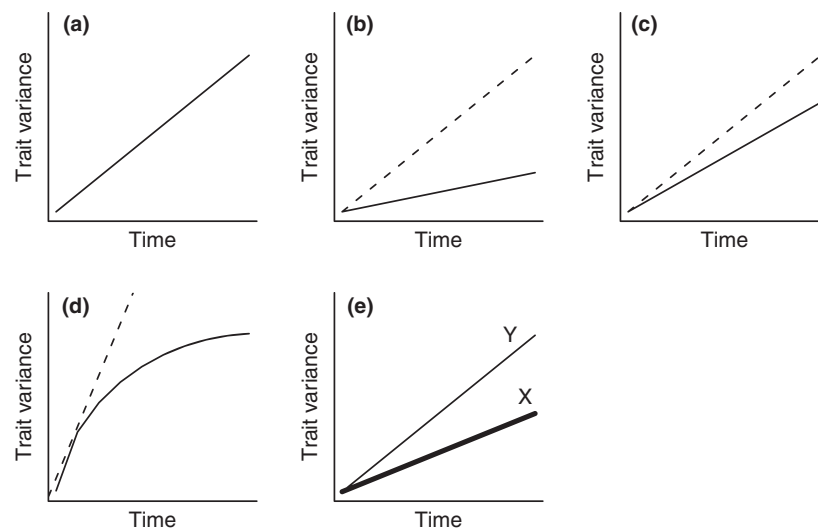 (a)
Trait variance
Time
(b)
Trait variance
Time
(c)
Trait variance
Time
(d)
Trait variance
Time
(e)
Y
X
Trait variance
Time